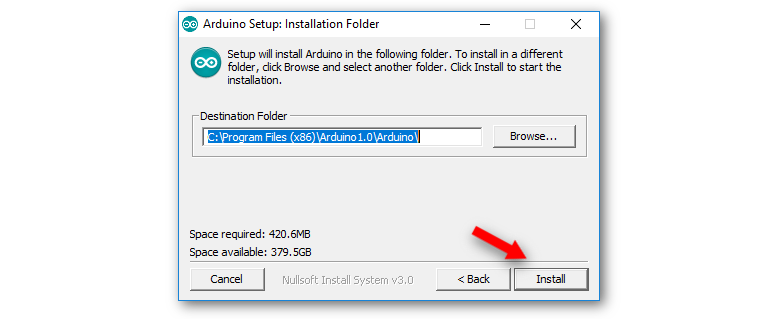 Arduino Setup: Installation Folder
Setup will install Arduino in the following folder. To install in a different
folder, click Browse and select another folder. Click Install to start the
installation.
Destination Folder
C:\Program Files (x86)\Arduino1.0\Arduino\
Browse...
Space required: 420.6MB
Space available: 379.5GB
Cancel
Nullsoft Install System v3.0
< Back
Install